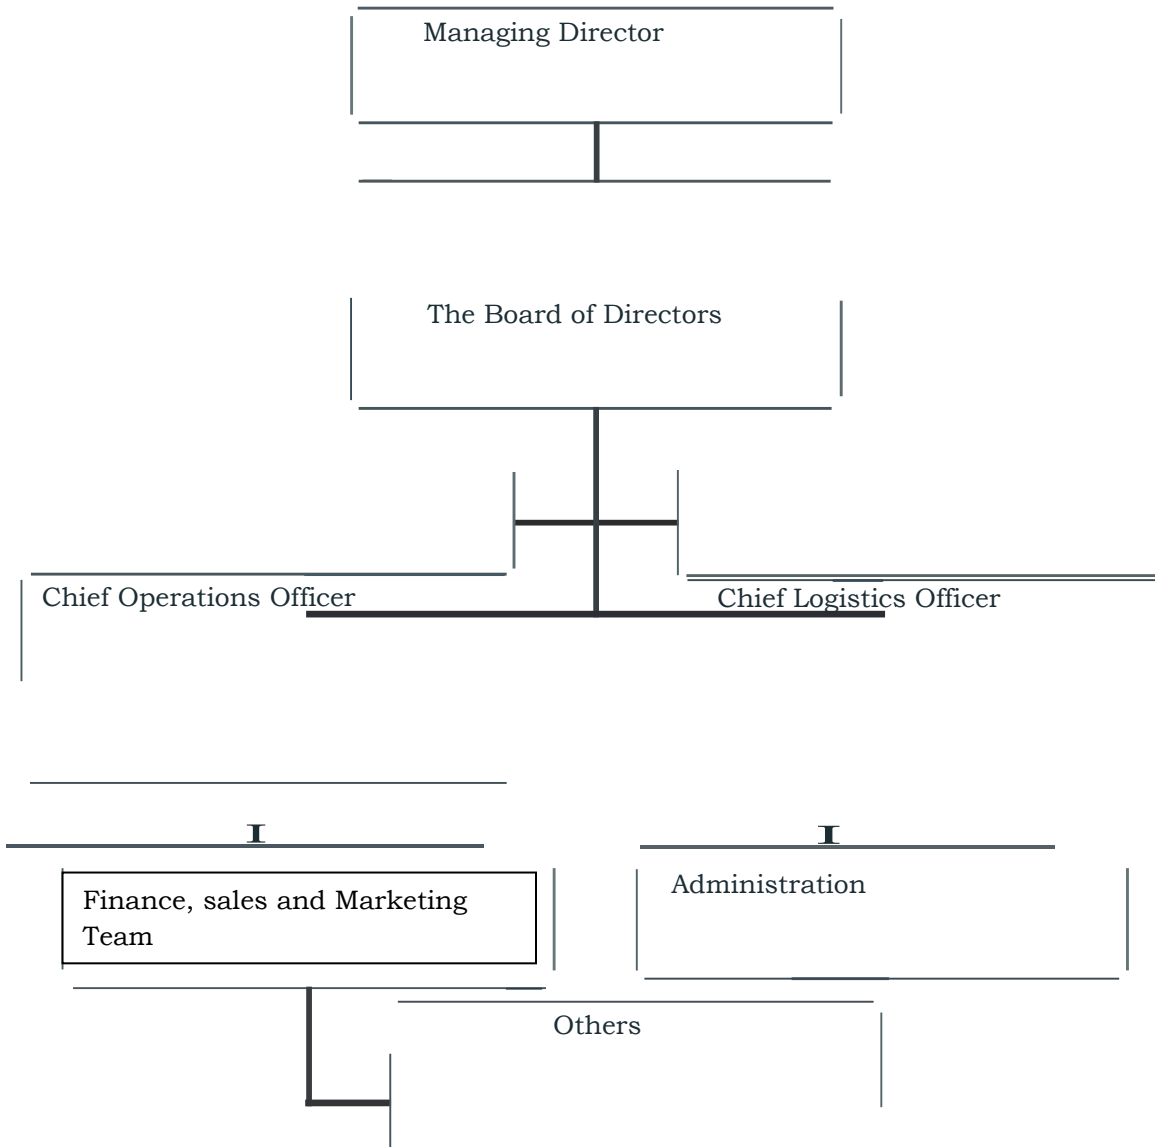 Managing Director
The Board of Directors
Chief Operations Officer
Chief Logistics Officer
I
I
Finance, sales and Marketing
Team
Administration
Others